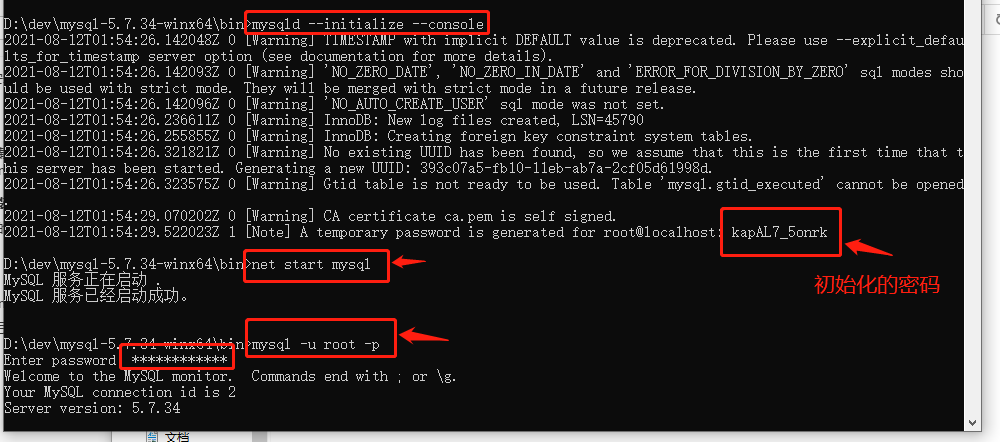 D:\dev\mysql-5.7.34-winx64\bin>mysqld --initialize --console
2021-08-12T01:54:26.142048Z 0 [Warning] TIMESTAMP with implicit DEFAULT value is deprecated. Please use --explicit_defau
lts_for_timestamp server option (see documentation for more details).
2021-08-12T01:54:26.142093Z 0 [Warning] 'NO_ZERO_DATE', 'NO_ZERO_IN_DATE' and 'ERROR_FOR_DIVISION_BY_ZERO' sql modes sho
uld be used with strict mode. They will be merged with strict mode in a future release.
2021-08-12T01:54:26.142096Z 0 [Warning] 'NO_AUTO_CREATE_USER' sql mode was not set.
2021-08-12T01:54:26.236611Z 0 [Warning] InnoDB: New log files created, LSN=45790
2021-08-12T01:54:26.255855Z 0 [Warning] InnoDB: Creating foreign key constraint system tables.
2021-08-12T01:54:26.321821Z 0 [Warning] No existing UUID has been found, so we assume that this is the first time that t
his server has been started. Generating a new UUID: 393c07a5-fb10-11eb-ab7a-2cf05d61998d.
2021-08-12T01:54:26.323575Z 0 [Warning] Gtid table is not ready to be used. Table 'mysql.gtid_executed' cannot be opened
.
2021-08-12T01:54:29.070202Z 0 [Warning] CA certificate ca.pem is self signed.
2021-08-12T01:54:29.522023Z 1 [Note] A temporary password is generated for root@localhost: kapAL7_5onrk
D:\dev\mysql-5.7.34-winx64\bin>net start mysql
MySQL 服务正在启动 .
MySQL 服务已经启动成功。
初始化的密码
D:\dev\mysql-5.7.34-winx64\bin>mysql -u root -p
Enter password: ************
Welcome to the MySQL monitor.  Commands end with ; or \g.
Your MySQL connection id is 2
Server version: 5.7.34
文档